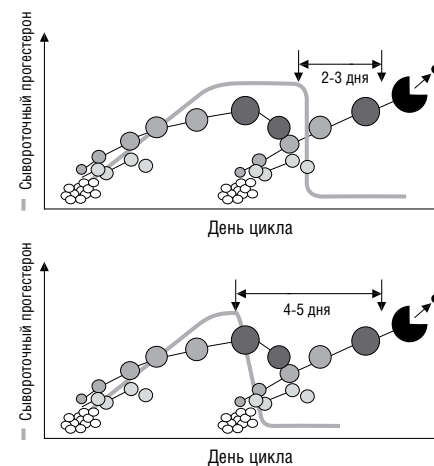 Сывороточный прогестерон
2-3 дня
День цикла
Сывороточный прогестерон
4-5 дня
День цикла